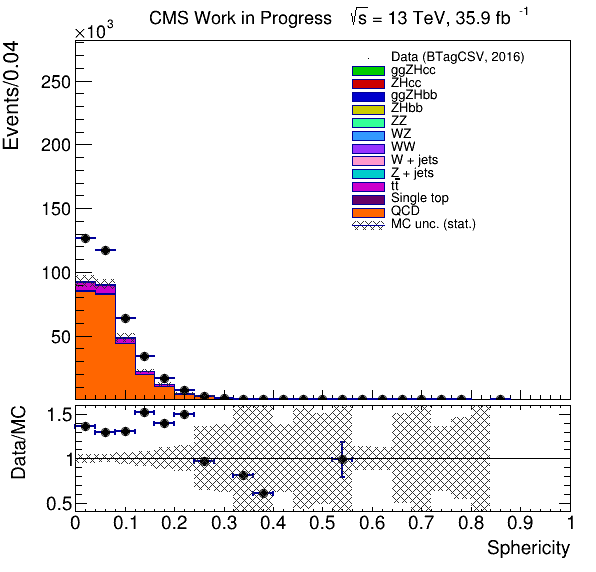 CMS Work in Progress √s = 13 TeV, 35.9 fb⁻¹
×10³
Events/0.04
250
200
150
100
50
Data (BTagCSV, 2016)
ggZHcc
ZHcc
ggZHbb
ZHbb
ZZ
WZ
WW
W + jets
Z + jets
tt̅
Single top
QCD
MC unc. (stat.)
Data/MC
1.5
1
0.5
0 0.1 0.2 0.3 0.4 0.5 0.6 0.7 0.8 0.9 1
Sphericity